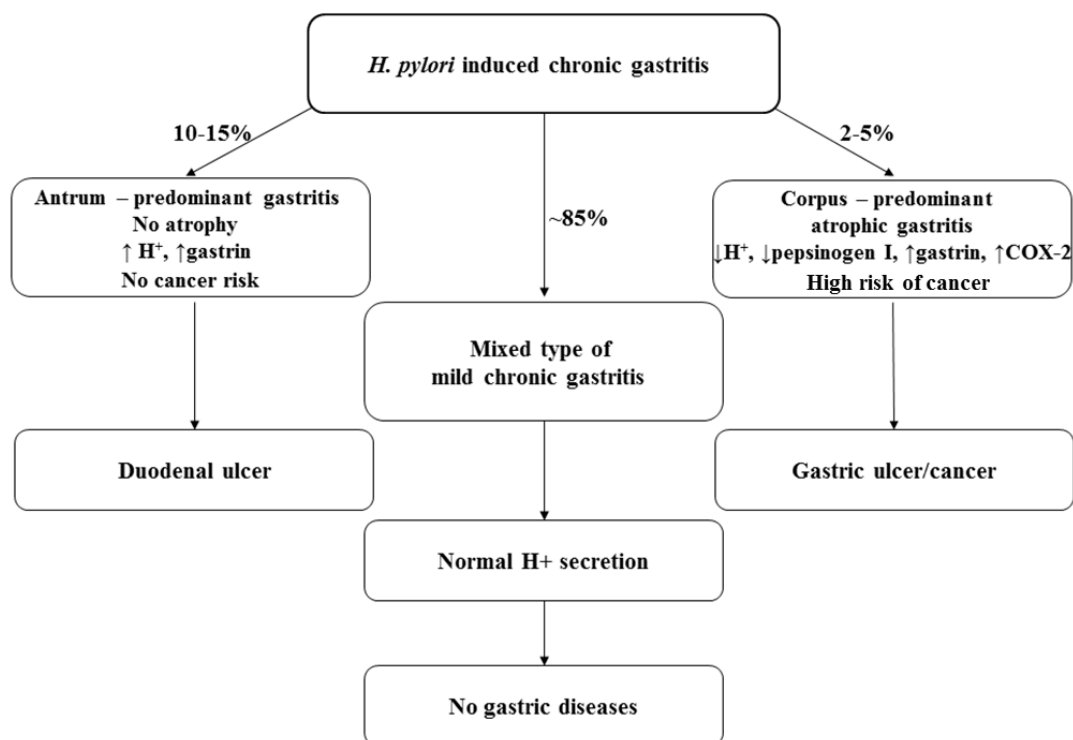 H. pylori induced chronic gastritis
10-15%
~85%
2-5%
Antrum – predominant gastritis
No atrophy
↑ H⁺, ↑gastrin
No cancer risk
Mixed type of
mild chronic gastritis
Corpus – predominant
atrophic gastritis
↓H⁺, ↓pepsinogen I, ↑gastrin, ↑COX-2
High risk of cancer
Duodenal ulcer
Normal H+ secretion
Gastric ulcer/cancer
No gastric diseases